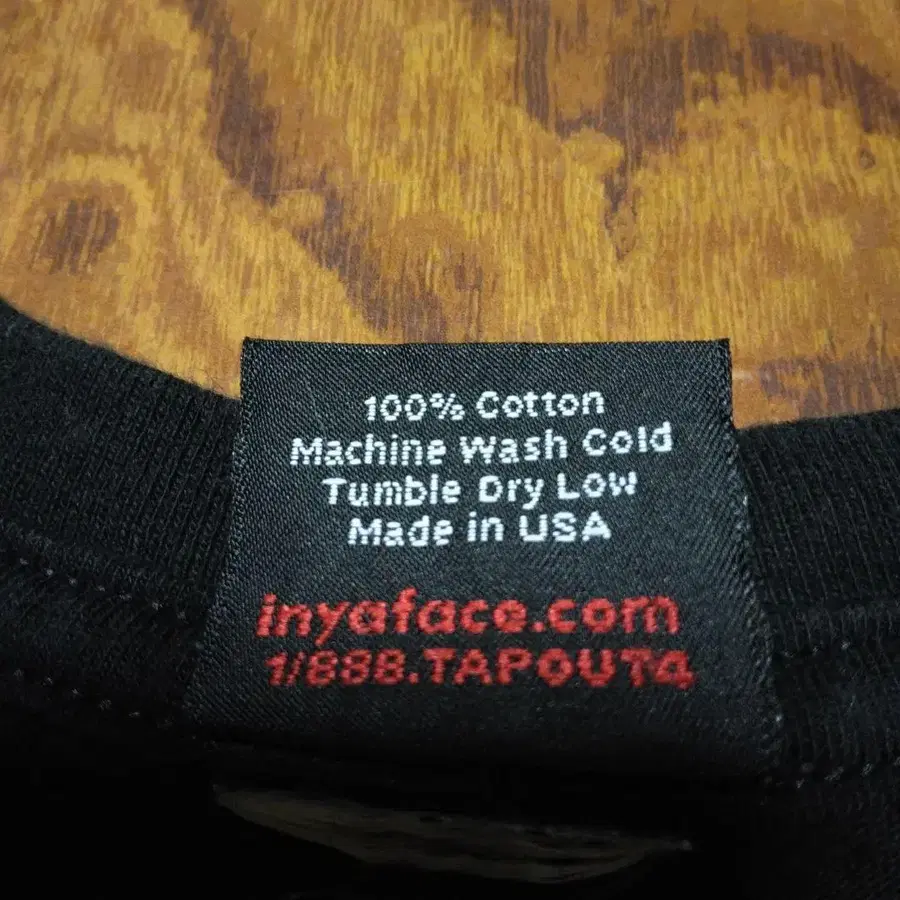 100% Cotton
Machine Wash Cold
Tumble Dry Low
Made in USA
inyaface.com
1/888.TAPOUT4